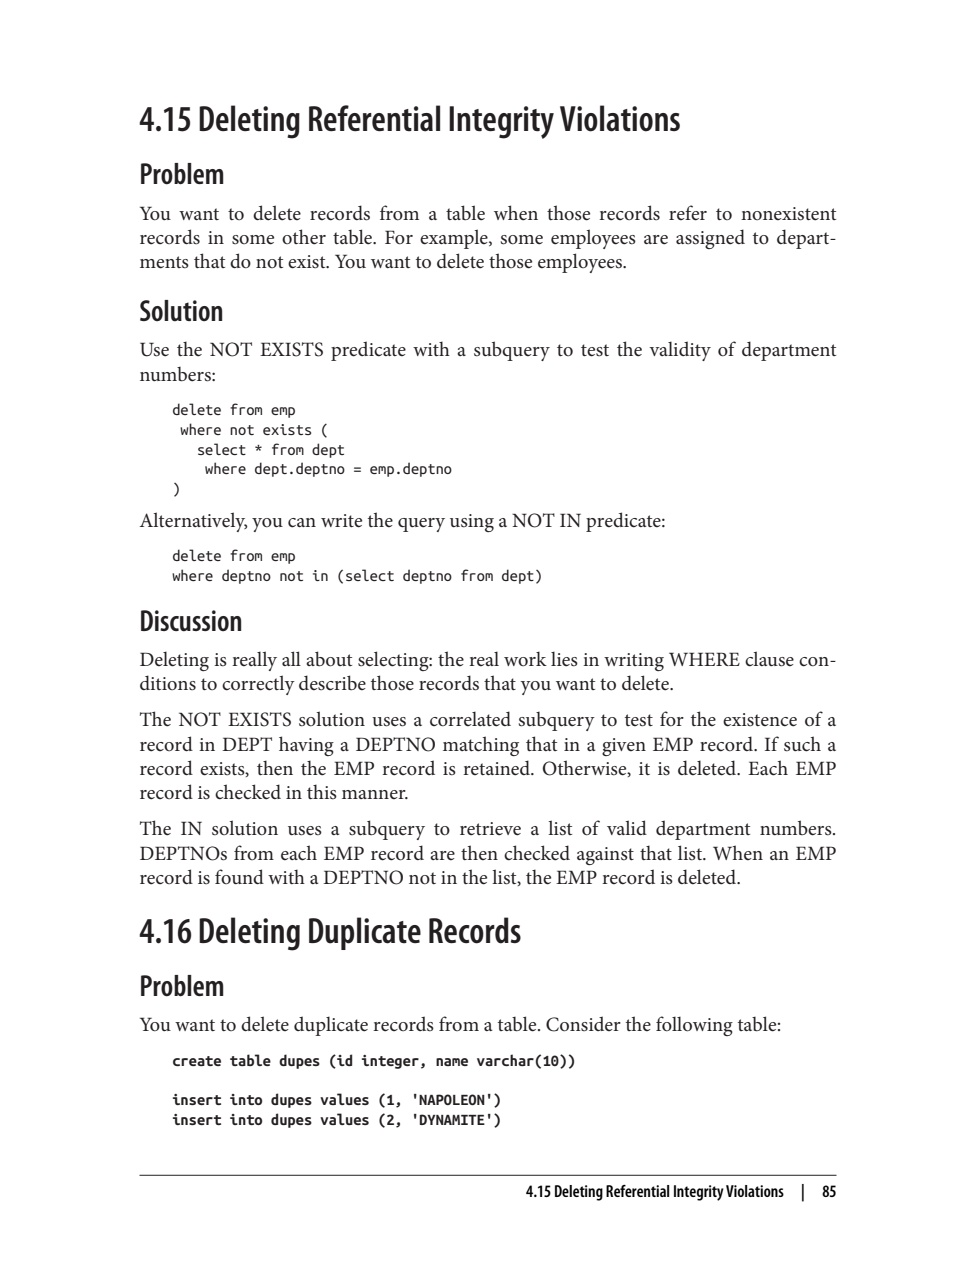 4.15 Deleting Referential Integrity Violations
Problem
You want to delete records from a table when those records refer to nonexistent
records in some other table. For example, some employees are assigned to depart-
ments that do not exist. You want to delete those employees.
Solution
Use the NOT EXISTS predicate with a subquery to test the validity of department
numbers:
delete from emp
 where not exists (
   select * from dept
    where dept.deptno = emp.deptno
)
Alternatively, you can write the query using a NOT IN predicate:
delete from emp
where deptno not in (select deptno from dept)
Discussion
Deleting is really all about selecting: the real work lies in writing WHERE clause con-
ditions to correctly describe those records that you want to delete.
The NOT EXISTS solution uses a correlated subquery to test for the existence of a
record in DEPT having a DEPTNO matching that in a given EMP record. If such a
record exists, then the EMP record is retained. Otherwise, it is deleted. Each EMP
record is checked in this manner.
The IN solution uses a subquery to retrieve a list of valid department numbers.
DEPTNOs from each EMP record are then checked against that list. When an EMP
record is found with a DEPTNO not in the list, the EMP record is deleted.
4.16 Deleting Duplicate Records
Problem
You want to delete duplicate records from a table. Consider the following table:
create table dupes (id integer, name varchar(10))
insert into dupes values (1, 'NAPOLEON')
insert into dupes values (2, 'DYNAMITE')
4.15 Deleting Referential Integrity Violations | 85